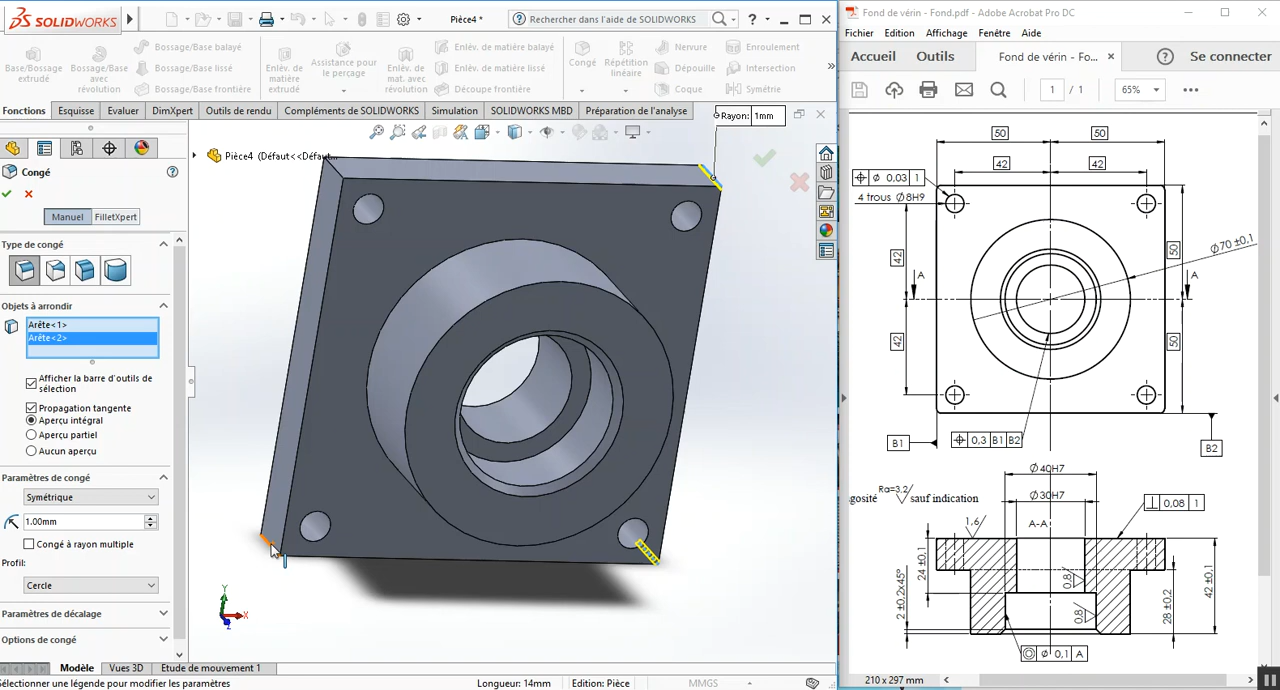 SOLIDWORKS
Pièce4 *
Rechercher dans l'aide de SOLIDWORKS
?
Fond de vérin - Fond.pdf - Adobe Acrobat Pro DC
Fichier Edition Affichage Fenêtre Aide
Accueil Outils Fond de vérin - Fo... × Se connecter
1 / 1 65%
Base/Bossage extrudé
Bossage/Base avec révolution
Bossage/Base balayé
Bossage/Base lissé
Bossage/Base frontière
Enlèv. de matière extrudé
Assistance pour le perçage
Enlèv. de mat. avec révolution
Enlèv. de matière balayé
Enlèv. de matière lissé
Découpe frontière
Congé
Répétition linéaire
Nervure
Dépouille
Coque
Enroulement
Intersection
Symétrie
Fonctions Esquisse Evaluer DimXpert Outils de rendu Compléments de SOLIDWORKS Simulation SOLIDWORKS MBD Préparation de l'analyse
Rayon: 1mm
Pièce4 (Défaut<<Défaut...
Congé
Manuel FilletXpert
Type de congé
Objets à arrondir
Arête<1>
Arête<2>
Afficher la barre d'outils de
sélection
Propagation tangente
Aperçu intégral
Aperçu partiel
Aucun aperçu
Paramètres de congé
Symétrique
1.00mm
Congé à rayon multiple
Profil:
Cercle
Paramètres de décalage
Options de congé
Y
X
Z
Modèle Vues 3D Etude de mouvement 1
Sélectionner une légende pour modifier les paramètres Longueur: 14mm Edition: Pièce MMGS
50 50
42 42
⌖ ∅ 0,03 1
4 trous ∅8H9
∅70 ±0,1
42
50
A A
42
50
B1
⌖ 0,3 B1 B2
B2
∅40H7
Ra=3.2
gosité sauf indication
∅30H7
⊥ 0,08 1
1,6
A-A
24 ±0,1
0,8
2 ±0,2x45°
0,8
28 ±0,2
42 ±0,1
◎ ∅ 0,1 A
210 x 297 mm